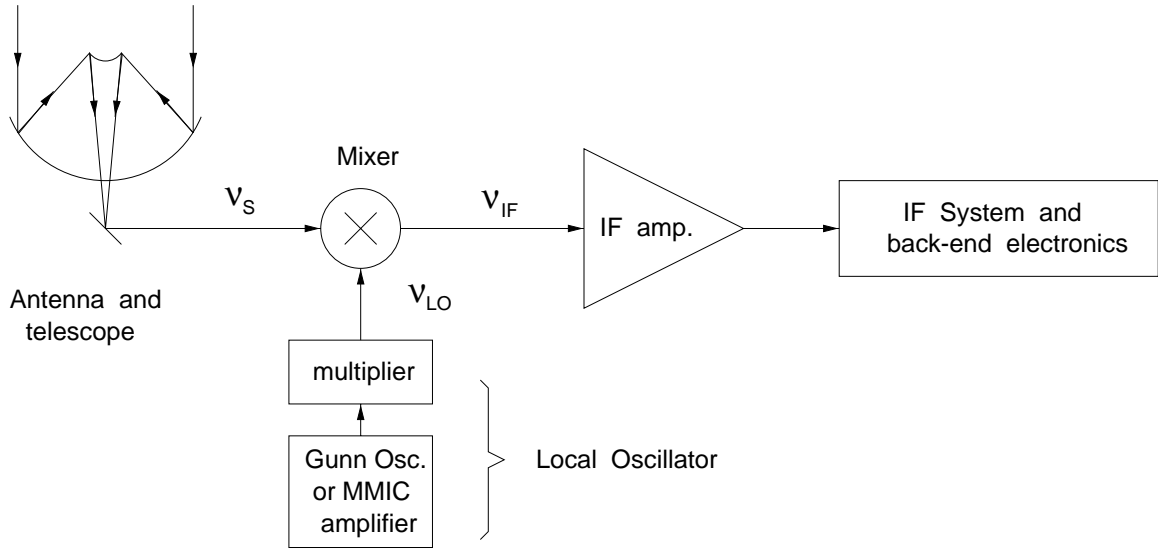 Mixer
ν_S
ν_IF
IF amp.
IF System and
back-end electronics
Antenna and
telescope
ν_LO
multiplier
Gunn Osc.
or MMIC
amplifier
Local Oscillator